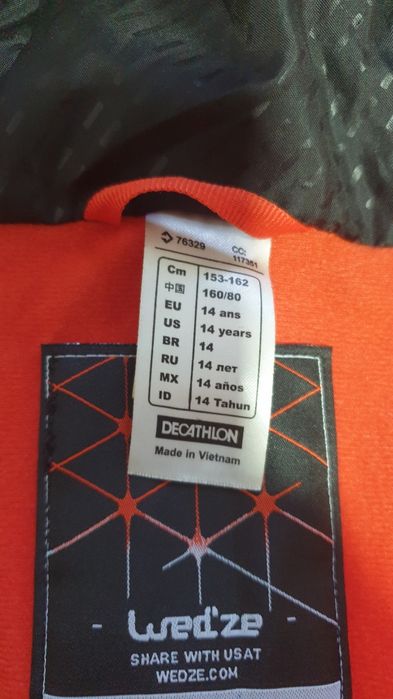 76329 CC: 117351
Cm 153-162
中国 160/80
EU 14 ans
US 14 years
BR 14
RU 14 лет
MX 14 años
ID 14 Tahun
DECATHLON
Made in Vietnam
- Wed'ze -
SHARE WITH US AT
WEDZE.COM